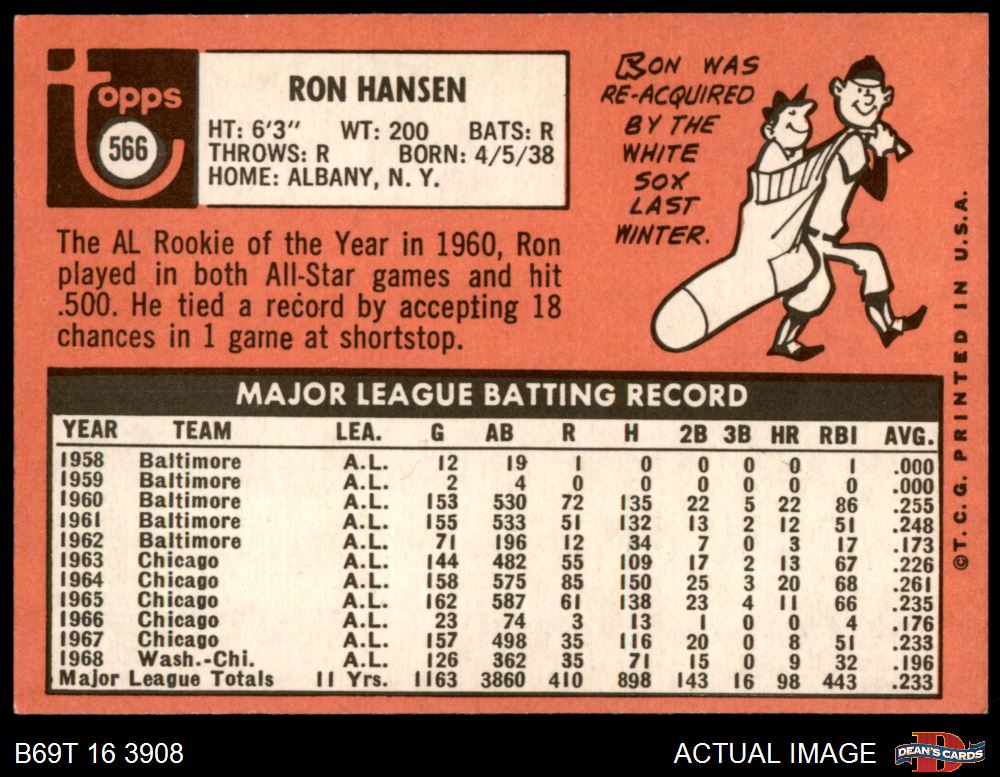 Topps
566
RON HANSEN
HT: 6'3" WT: 200 BATS: R
THROWS: R BORN: 4/5/38
HOME: ALBANY, N. Y.
RON WAS
RE-ACQUIRED
BY THE
WHITE
SOX
LAST
WINTER.
The AL Rookie of the Year in 1960, Ron
played in both All-Star games and hit
.500. He tied a record by accepting 18
chances in 1 game at shortstop.
MAJOR LEAGUE BATTING RECORD
YEAR TEAM LEA. G AB R H 2B 3B HR RBI AVG.
1958 Baltimore A.L. 12 19 1 0 0 0 0 1 .000
1959 Baltimore A.L. 2 4 0 0 0 0 0 0 .000
1960 Baltimore A.L. 153 530 72 135 22 5 22 86 .255
1961 Baltimore A.L. 155 533 51 132 13 2 12 51 .248
1962 Baltimore A.L. 71 196 12 34 7 0 3 17 .173
1963 Chicago A.L. 144 482 55 109 17 2 13 67 .226
1964 Chicago A.L. 158 575 85 150 25 3 20 68 .261
1965 Chicago A.L. 162 587 61 138 23 4 11 66 .235
1966 Chicago A.L. 23 74 3 13 1 0 0 4 .176
1967 Chicago A.L. 157 498 35 116 20 0 8 51 .233
1968 Wash.-Chi. A.L. 126 362 35 71 15 0 9 32 .196
Major League Totals 11 Yrs. 1163 3860 410 898 143 16 98 443 .233
©T. C. G. PRINTED IN U.S.A.
B69T 16 3908
ACTUAL IMAGE
D
DEAN'S CARDS